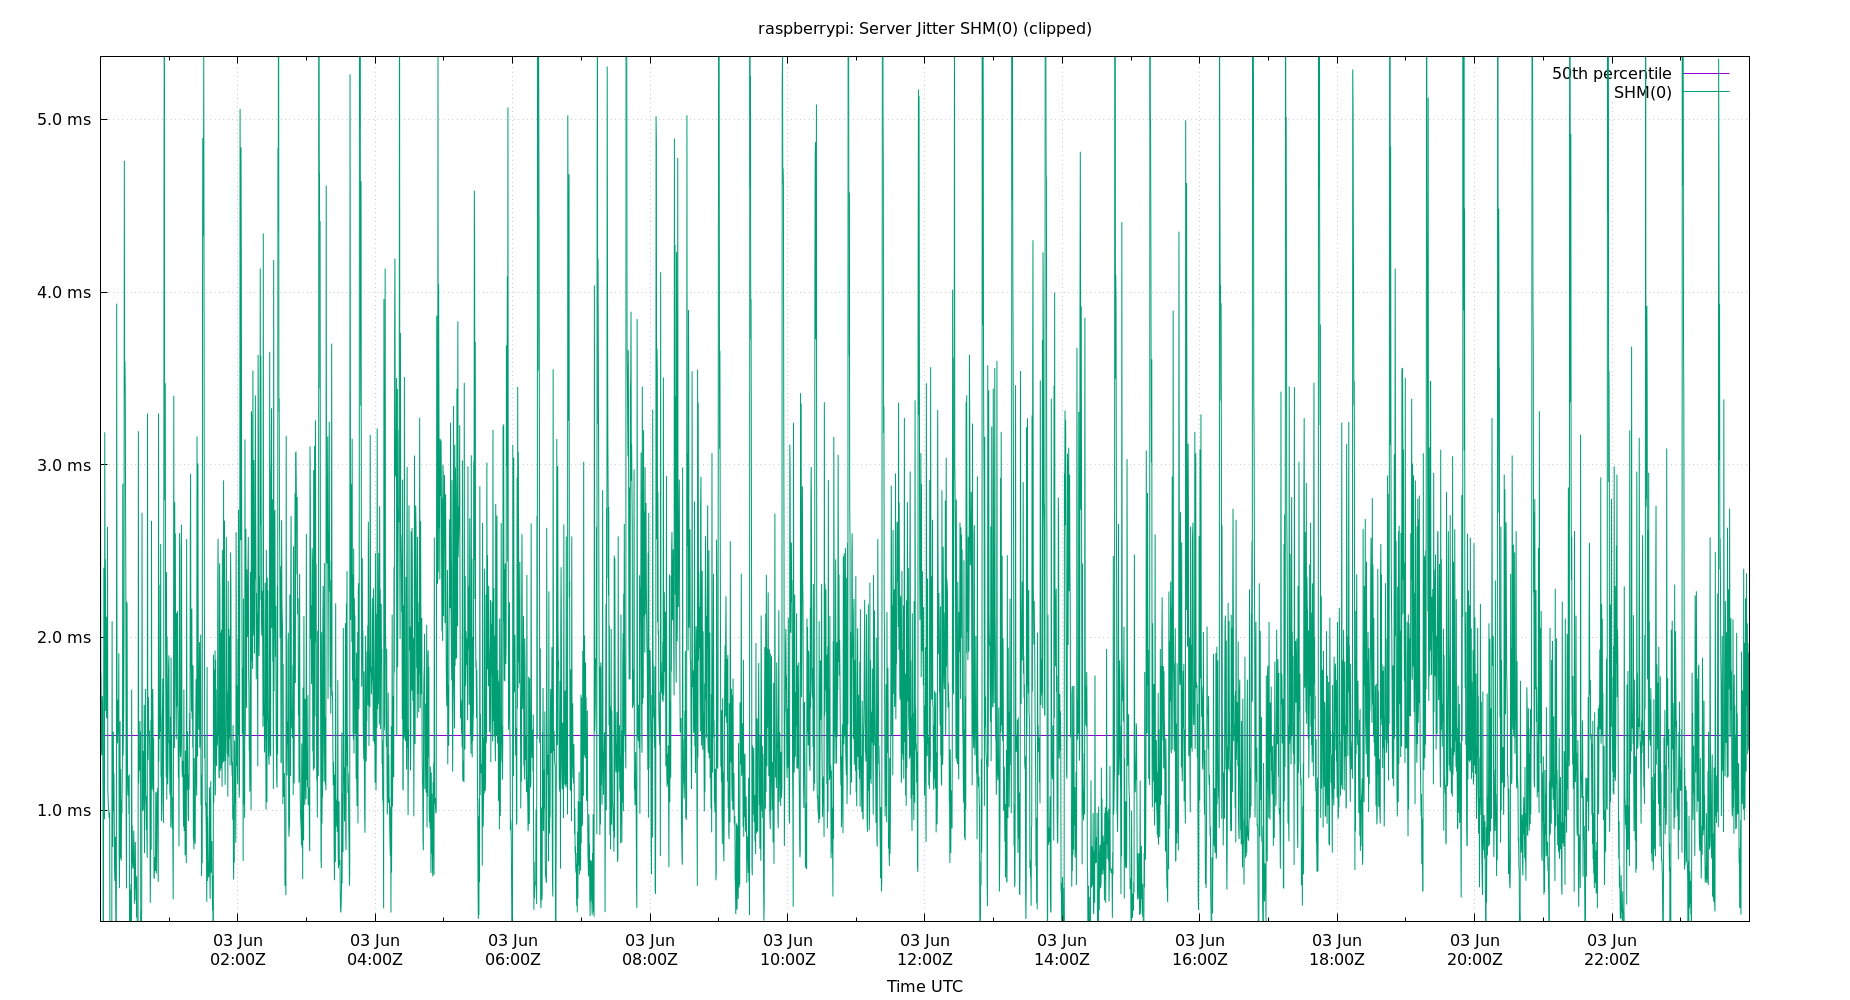 raspberrypi: Server Jitter SHM(0) (clipped)
50th percentile
SHM(0)
5.0 ms
4.0 ms
3.0 ms
2.0 ms
1.0 ms
03 Jun 03 Jun 03 Jun 03 Jun 03 Jun 03 Jun 03 Jun 03 Jun 03 Jun 03 Jun 03 Jun
02:00Z 04:00Z 06:00Z 08:00Z 10:00Z 12:00Z 14:00Z 16:00Z 18:00Z 20:00Z 22:00Z
Time UTC